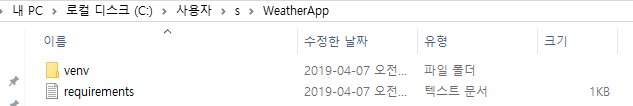 › 내 PC › 로컬 디스크 (C:) › 사용자 › s › WeatherApp
이름 수정한 날짜 유형 크기
venv 2019-04-07 오전... 파일 폴더
requirements 2019-04-07 오전... 텍스트 문서 1KB